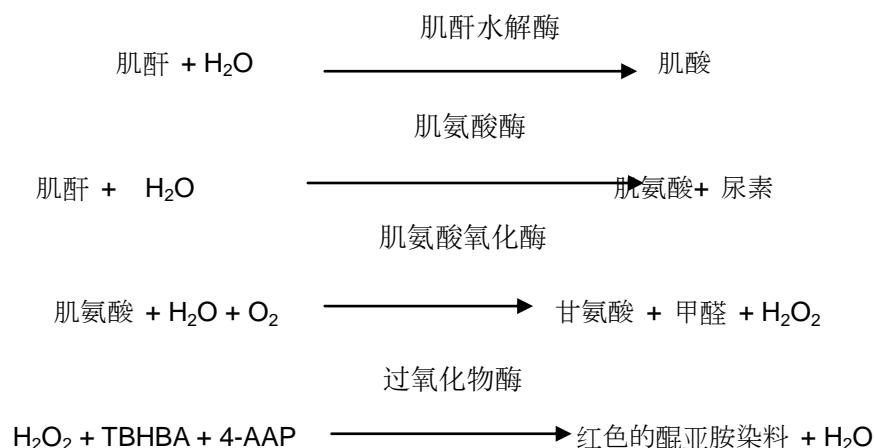 肌酐水解酶
肌酐 + H₂O 肌酸
肌氨酸酶
肌酐 + H₂O 肌氨酸+ 尿素
肌氨酸氧化酶
肌氨酸 + H₂O + O₂ 甘氨酸 + 甲醛 + H₂O₂
过氧化物酶
H₂O₂ + TBHBA + 4-AAP 红色的醌亚胺染料 + H₂O